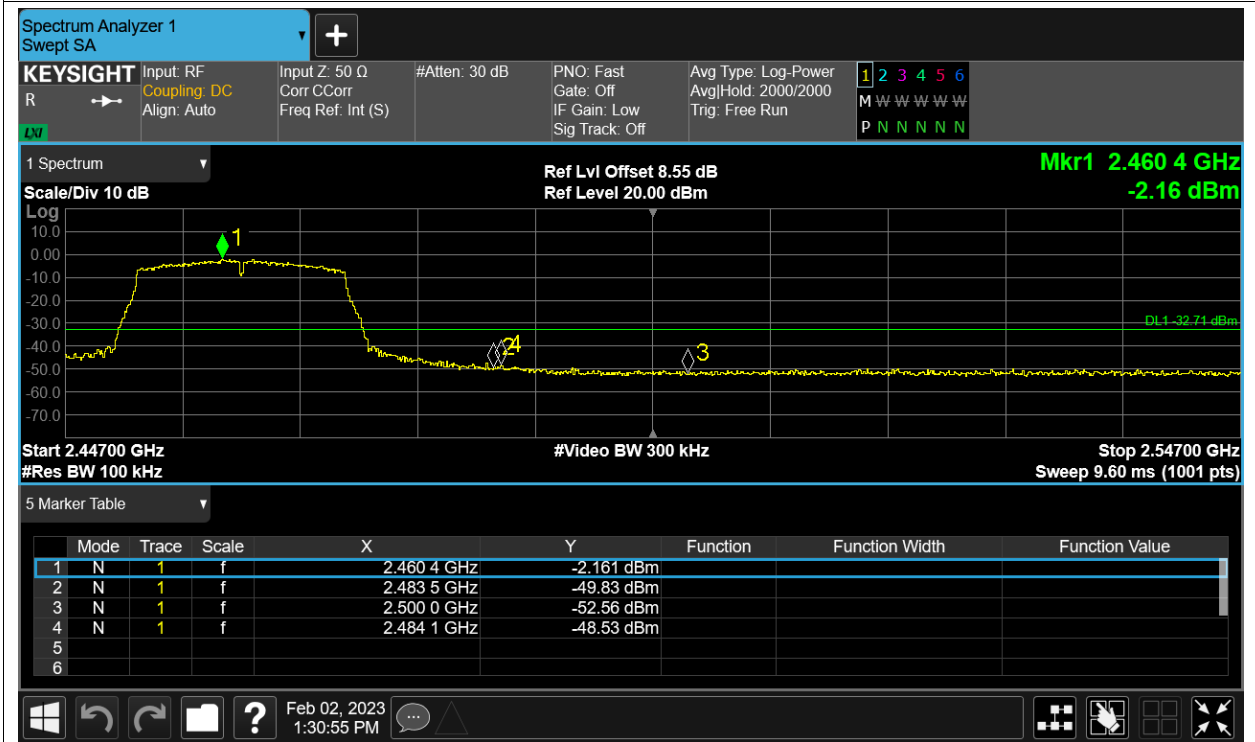 Spectrum Analyzer 1
Swept SA
+
KEYSIGHT Input: RF Input Z: 50 Ω #Atten: 30 dB PNO: Fast Avg Type: Log-Power 1 2 3 4 5 6
R Coupling: DC Corr CCorr Gate: Off Avg|Hold: 2000/2000 M W W W W W
Align: Auto Freq Ref: Int (S) IF Gain: Low Trig: Free Run
LXI Sig Track: Off P N N N N N
1 Spectrum Ref Lvl Offset 8.55 dB Mkr1 2.460 4 GHz
Scale/Div 10 dB Ref Level 20.00 dBm -2.16 dBm
Log
10.0
0.00 1
-10.0
-20.0
-30.0 DL1 -32.71 dBm
-40.0 2 4 3
-50.0
-60.0
-70.0
Start 2.44700 GHz #Video BW 300 kHz Stop 2.54700 GHz
#Res BW 100 kHz Sweep 9.60 ms (1001 pts)
5 Marker Table
Mode Trace Scale X Y Function Function Width Function Value
1 N 1 f 2.460 4 GHz -2.161 dBm
2 N 1 f 2.483 5 GHz -49.83 dBm
3 N 1 f 2.500 0 GHz -52.56 dBm
4 N 1 f 2.484 1 GHz -48.53 dBm
5
6
? Feb 02, 2023
1:30:55 PM